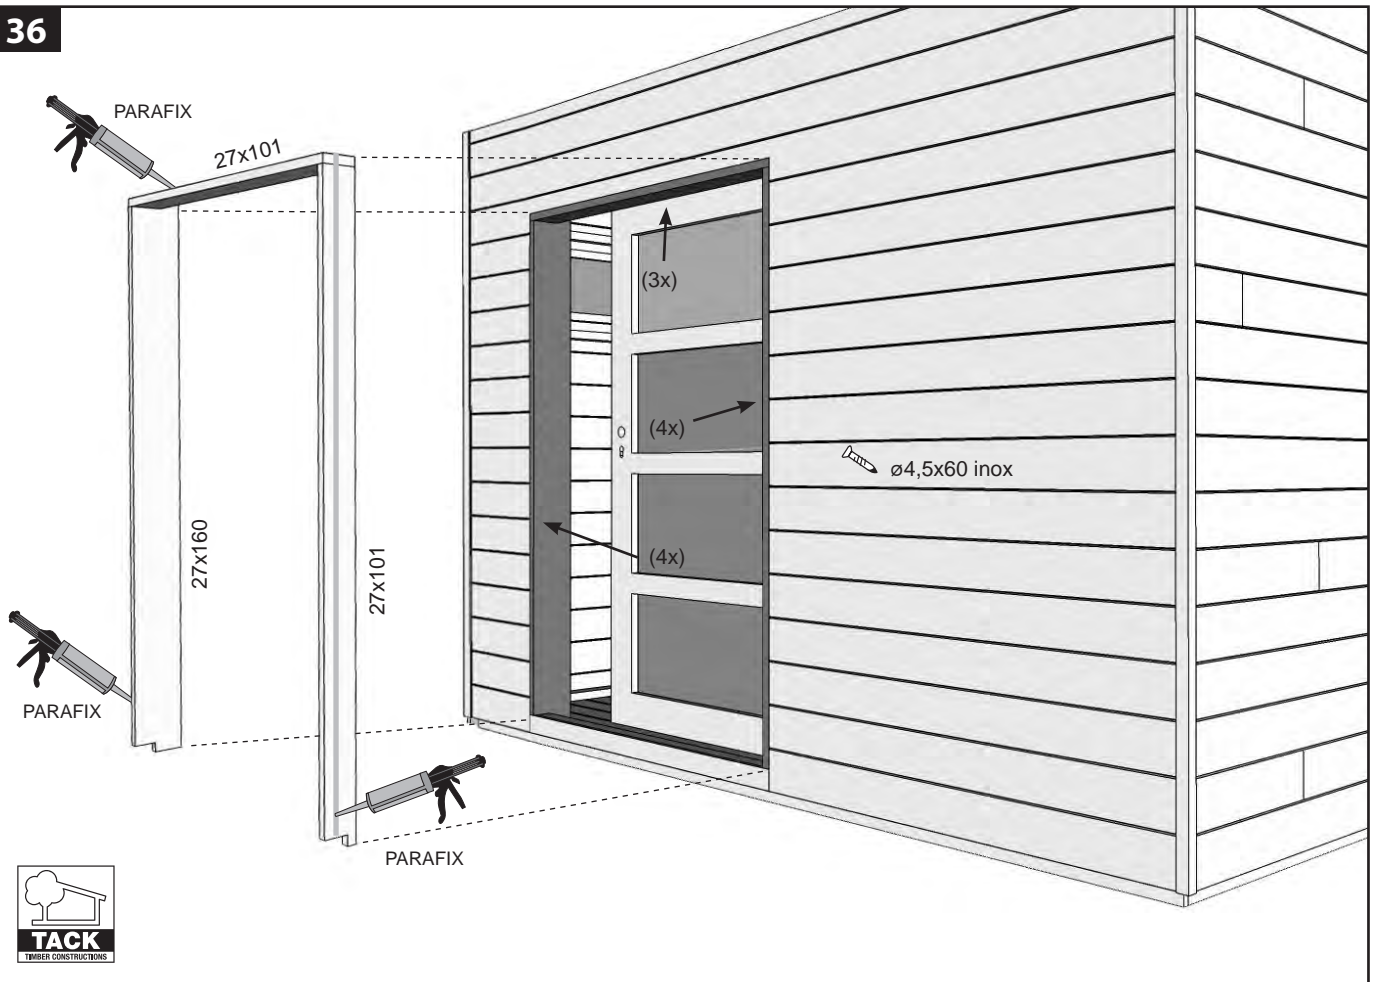 36
PARAFIX
27x101
(3x)
(4x)
ø4,5x60 inox
27x160
27x101
(4x)
PARAFIX
PARAFIX
TACK
TIMBER CONSTRUCTIONS